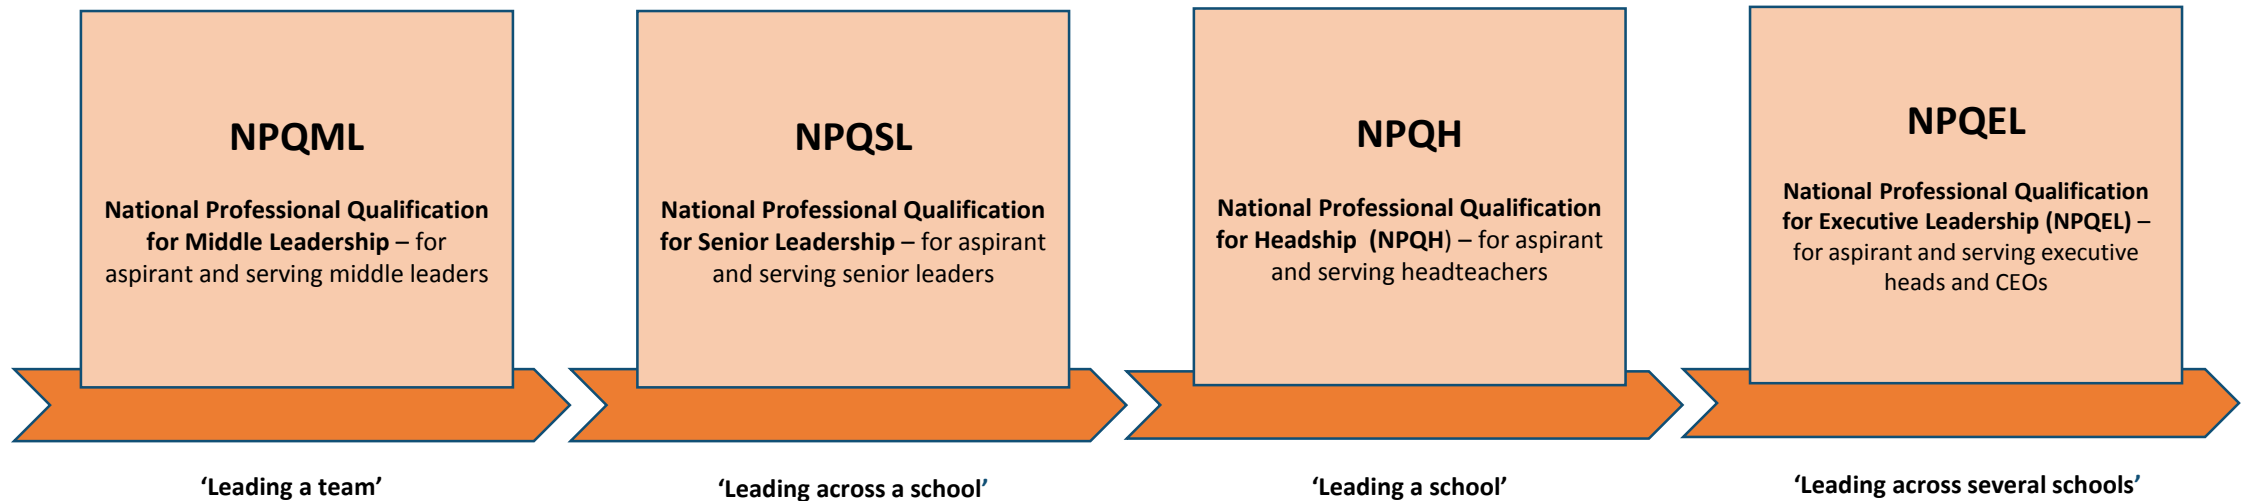 NPQML
National Professional Qualification
for Middle Leadership – for
aspirant and serving middle leaders
‘Leading a team’
NPQSL
National Professional Qualification
for Senior Leadership – for aspirant
and serving senior leaders
‘Leading across a school’
NPQH
National Professional Qualification
for Headship  (NPQH) – for aspirant
and serving headteachers
‘Leading a school’
NPQEL
National Professional Qualification
for Executive Leadership (NPQEL) –
for aspirant and serving executive
heads and CEOs
‘Leading across several schools’